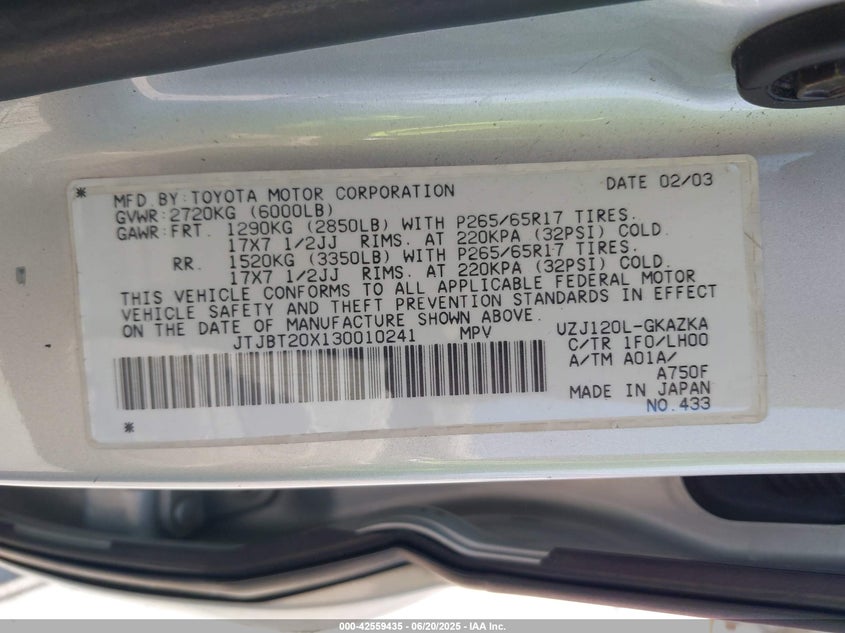 * MFD BY:TOYOTA MOTOR CORPORATION DATE 02/03
GVWR:2720KG (6000LB)
GAWR:FRT. 1290KG (2850LB) WITH P265/65R17 TIRES.
17X7 1/2JJ RIMS. AT 220KPA (32PSI) COLD.
RR. 1520KG (3350LB) WITH P265/65R17 TIRES.
17X7 1/2JJ RIMS. AT 220KPA (32PSI) COLD.
THIS VEHICLE CONFORMS TO ALL APPLICABLE FEDERAL MOTOR
VEHICLE SAFETY AND THEFT PREVENTION STANDARDS IN EFFECT
ON THE DATE OF MANUFACTURE SHOWN ABOVE.
JTJBT20X130010241 MPV UZJ120L-GKAZKA
C/TR 1F0/LH00
A/TM A01A/
A750F
MADE IN JAPAN
NO.433
*
000-42559435 - 06/20/2025 - IAA Inc.